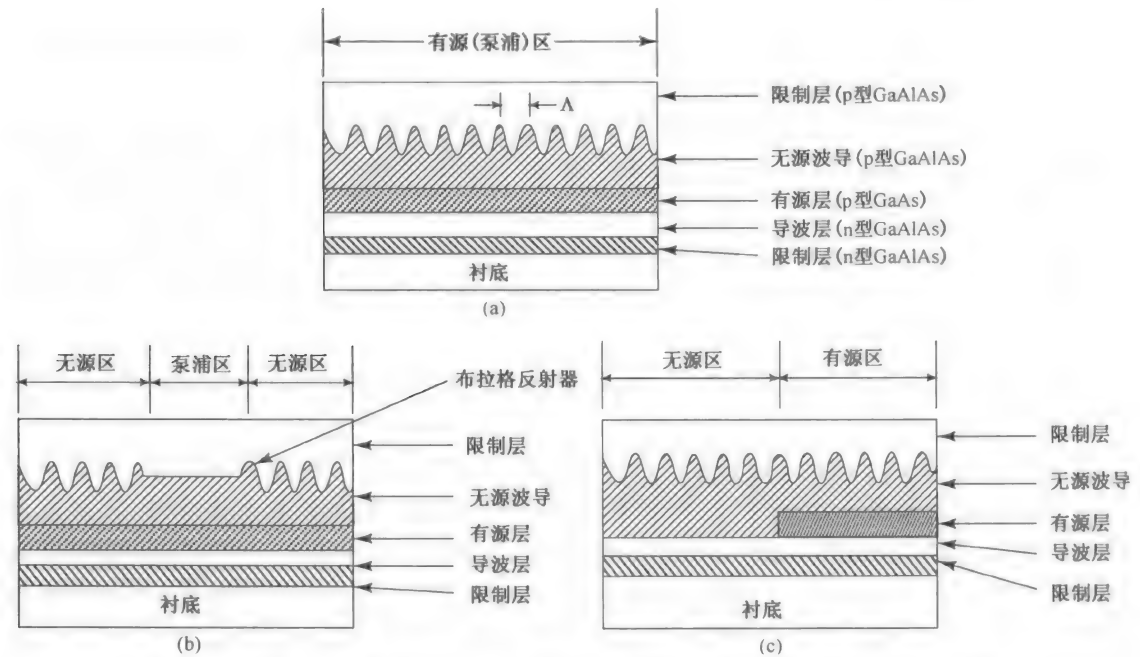 有源(泵浦)区
Λ
限制层(p型GaAlAs)
无源波导(p型GaAlAs)
有源层(p型GaAs)
导波层(n型GaAlAs)
限制层(n型GaAlAs)
衬底
(a)
无源区
泵浦区
无源区
布拉格反射器
限制层
无源波导
有源层
导波层
限制层
衬底
(b)
无源区
有源区
限制层
无源波导
有源层
导波层
限制层
衬底
(c)